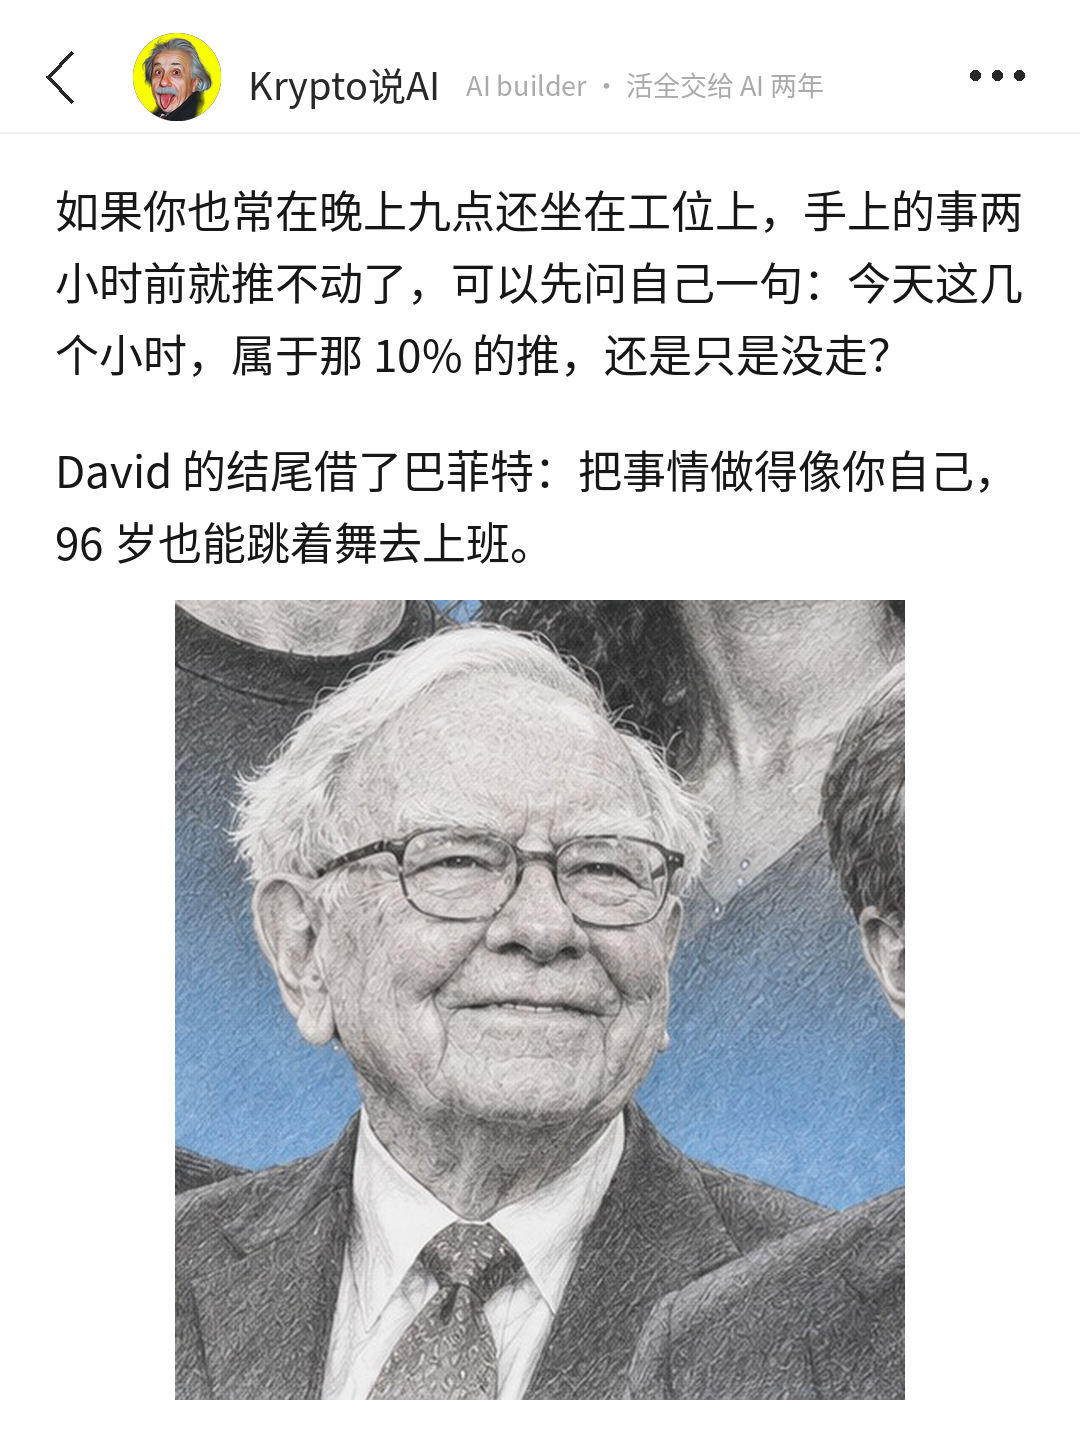 Krypto说AI AI builder · 活全交给 AI 两年
如果你也常在晚上九点还坐在工位上，手上的事两
小时前就推不动了，可以先问自己一句：今天这几
个小时，属于那 10% 的推，还是只是没走？
David 的结尾借了巴菲特：把事情做得像你自己，
96 岁也能跳着舞去上班。